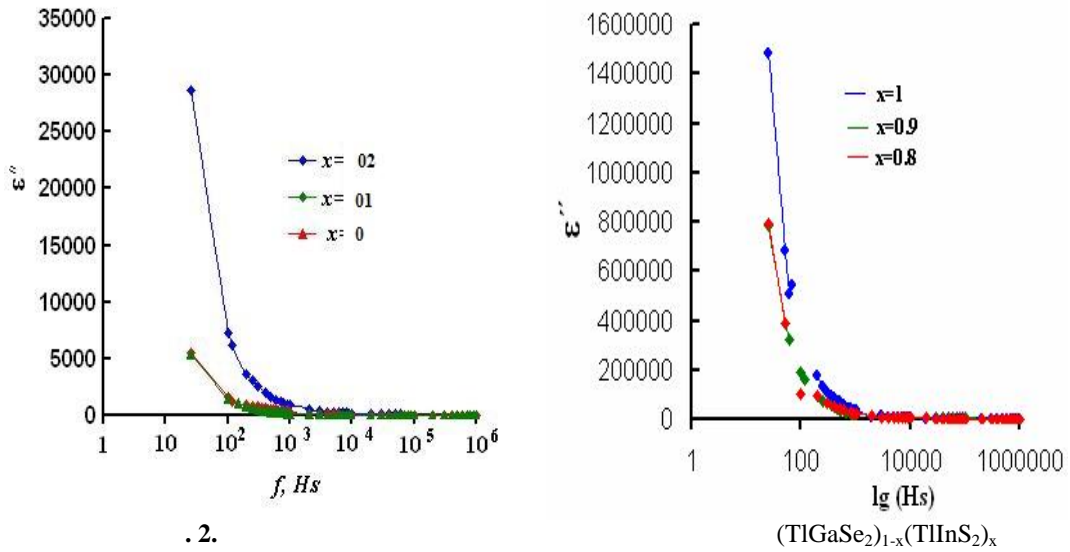 35000
30000
25000
20000
15000
10000
5000
0
ε″
x= 02
x= 01
x= 0
1 10 10² 10³ 10⁴ 10⁵ 10⁶
f, Hs
1600000
1400000
1200000
1000000
800000
600000
400000
200000
0
ε´´
x=1
x=0.9
x=0.8
1 100 10000 1000000
lg (Hs)
. 2. (TlGaSe₂)₁₋ₓ(TlInS₂)ₓ